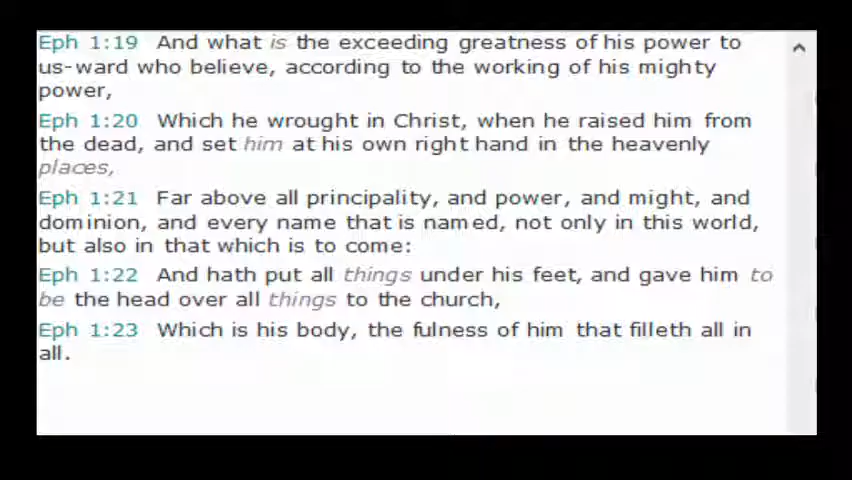 Eph 1:19 And what is the exceeding greatness of his power to
us-ward who believe, according to the working of his mighty
power,
Eph 1:20 Which he wrought in Christ, when he raised him from
the dead, and set him at his own right hand in the heavenly
places,
Eph 1:21 Far above all principality, and power, and might, and
dominion, and every name that is named, not only in this world,
but also in that which is to come:
Eph 1:22 And hath put all things under his feet, and gave him to
be the head over all things to the church,
Eph 1:23 Which is his body, the fulness of him that filleth all in
all.